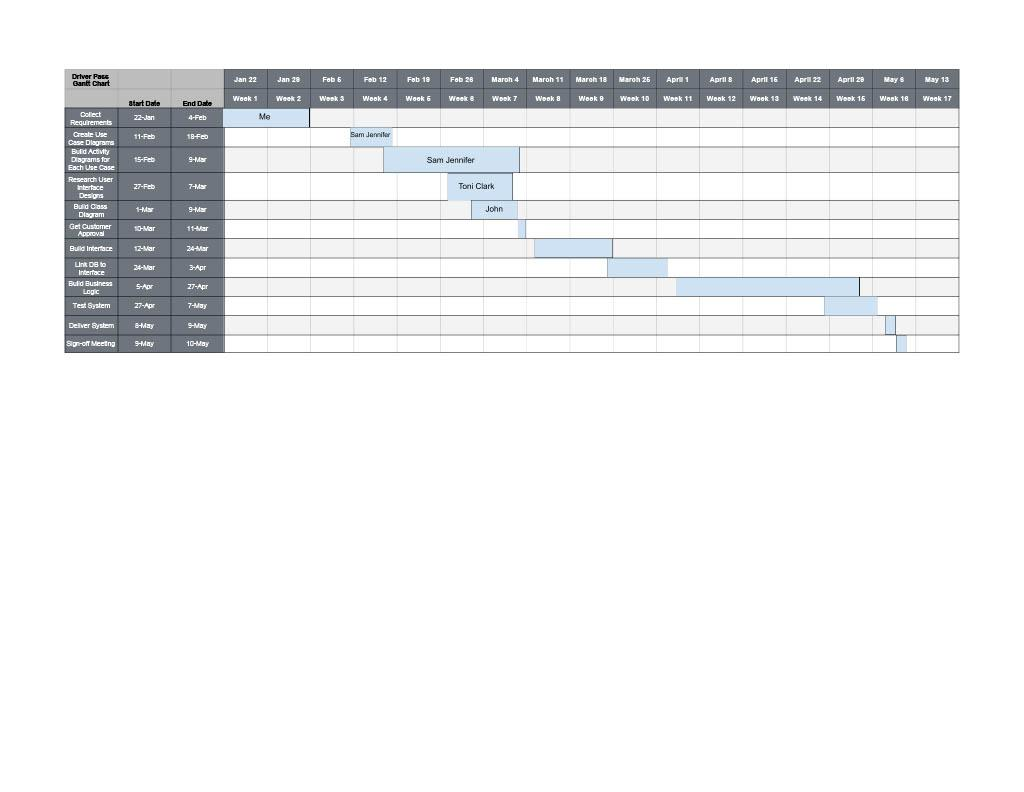 Driver Pass
Gantt Chart
Jan 22 Jan 29 Feb 5 Feb 12 Feb 19 Feb 26 March 4 March 11 March 18 March 25 April 1 April 8 April 15 April 22 April 29 May 6 May 13
Start Date End Date Week 1 Week 2 Week 3 Week 4 Week 5 Week 6 Week 7 Week 8 Week 9 Week 10 Week 11 Week 12 Week 13 Week 14 Week 15 Week 16 Week 17
Collect
Requirements
22-Jan 4-Feb Me
Create Use
Case Diagrams
11-Feb 18-Feb Sam Jennifer
Build Activity
Diagrams for
Each Use Case
15-Feb 9-Mar Sam Jennifer
Research User
Interface
Designs
27-Feb 7-Mar Toni Clark
Build Class
Diagram
1-Mar 9-Mar John
Get Customer
Approval
10-Mar 11-Mar
Build Interface 12-Mar 24-Mar
Link DB to
Interface
24-Mar 3-Apr
Build Business
Logic
5-Apr 27-Apr
Test System 27-Apr 7-May
Deliver System 8-May 9-May
Sign-off Meeting 9-May 10-May